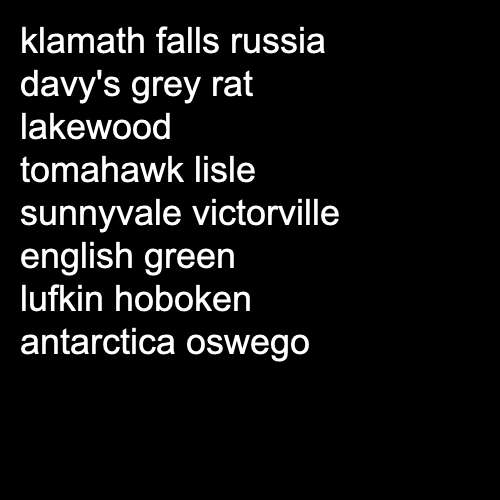 klamath falls russia
davy's grey rat
lakewood
tomahawk lisle
sunnyvale victorville
english green
lufkin hoboken
antarctica oswego